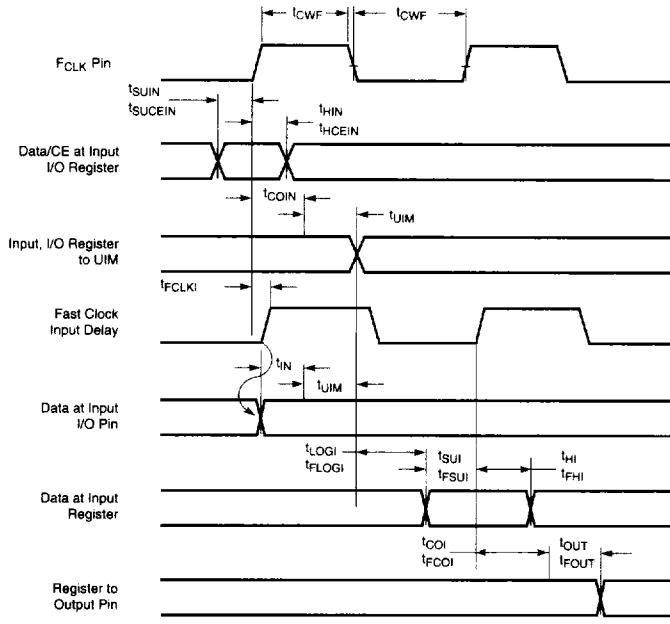 tCWF tCWF
FCLK Pin
tSUIN
tSUCEIN
tHIN
tHCEIN
Data/CE at Input
I/O Register
tCOIN
tUIM
Input, I/O Register
to UIM
tFCLKI
Fast Clock
Input Delay
tIN
tUIM
Data at Input
I/O Pin
tLOGI
tFLOGI
tSUI
tFSUI
tHI
tFHI
Data at Input
Register
tCOI
tFCOI
tOUT
tFOUT
Register to
Output Pin